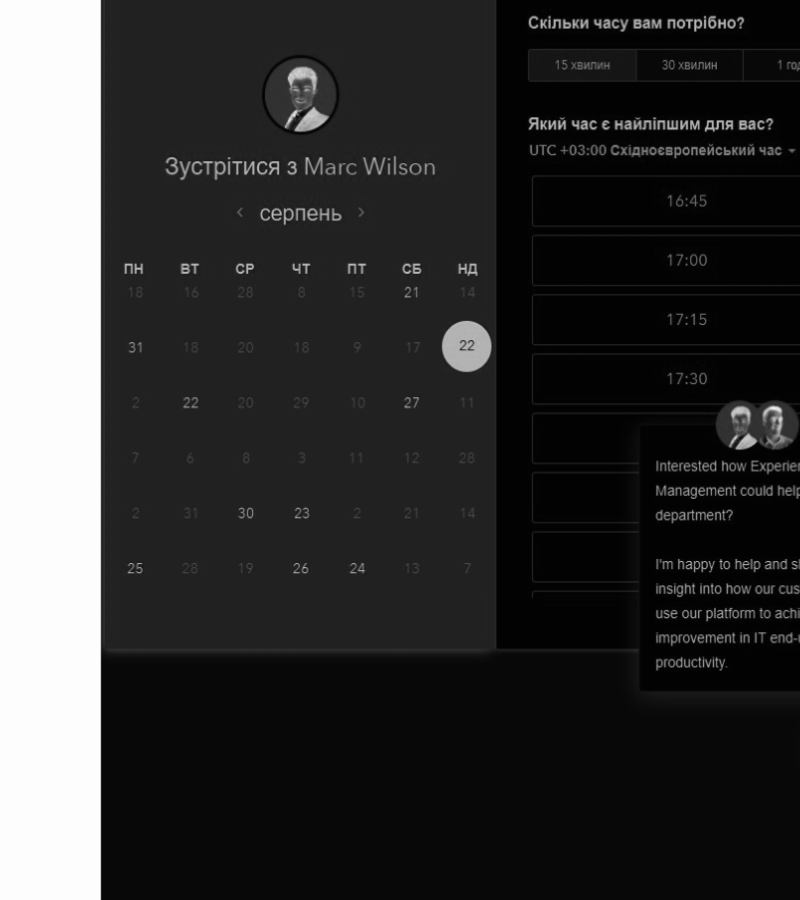 Зустрітися з Marc Wilson
серпень
ПН ВТ СР ЧТ ПТ СБ НД
18 16 28 8 15 21 14
31 18 20 18 9 17 22
2 22 20 29 10 27 11
7 6 8 3 11 12 28
2 31 30 23 2 21 14
25 28 19 26 24 13 7
Скільки часу вам потрібно?
15 хвилин 30 хвилин 1 год
Який час є найліпшим для вас?
UTC +03:00 Східноєвропейський час
16:45
17:00
17:15
17:30
Interested how Experien
Management could help
department?
I'm happy to help and s
insight into how our cus
use our platform to achi
improvement in IT end-u
productivity.